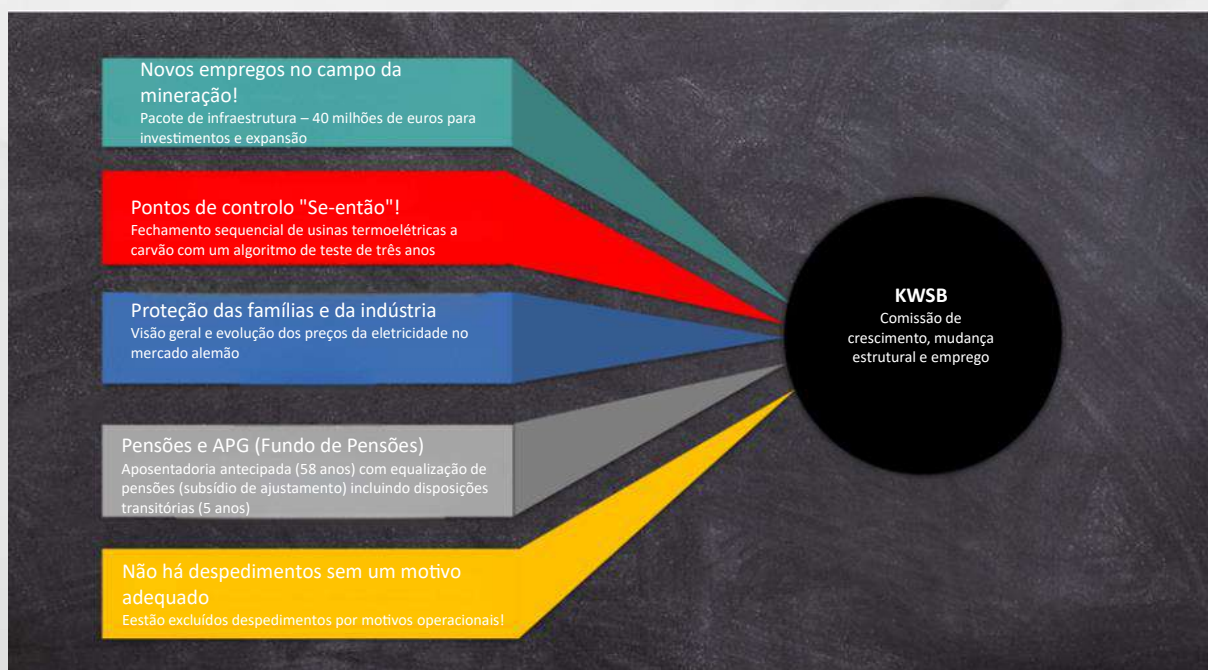 Novos empregos no campo da
mineração!
Pacote de infraestrutura – 40 milhões de euros para
investimentos e expansão
Pontos de controlo "Se-então"!
Fechamento sequencial de usinas termoelétricas a
carvão com um algoritmo de teste de três anos
Proteção das famílias e da indústria
Visão geral e evolução dos preços da eletricidade no
mercado alemão
Pensões e APG (Fundo de Pensões)
Aposentadoria antecipada (58 anos) com equalização de
pensões (subsídio de ajustamento) incluindo disposições
transitórias (5 anos)
Não há despedimentos sem um motivo
adequado
Eestão excluídos despedimentos por motivos operacionais!
KWSB
Comissão de
crescimento, mudança
estrutural e emprego